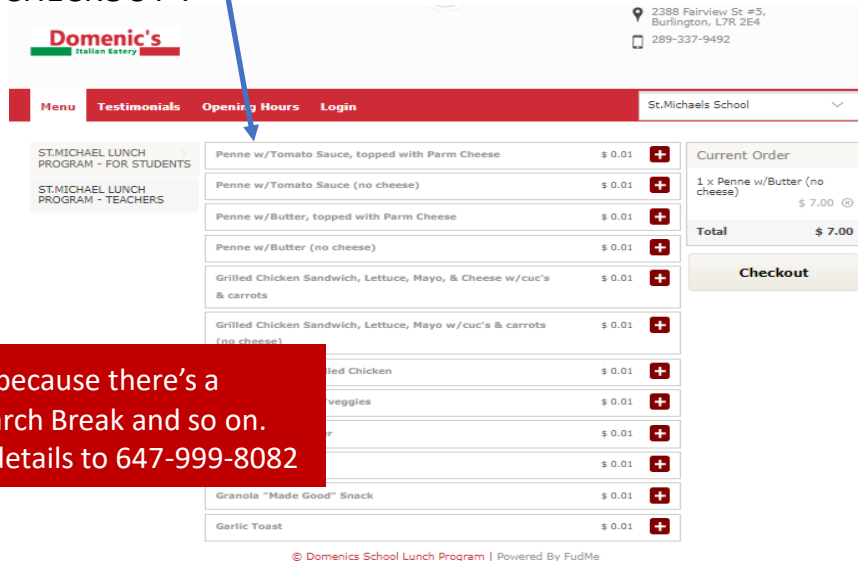 2388 Fairview St #5,
Burlington, L7R 2E4
289-337-9492
Domenic's
Italian Eatery
Menu Testimonials Opening Hours Login
St.Michaels School
ST.MICHAEL LUNCH
PROGRAM - FOR STUDENTS
ST.MICHAEL LUNCH
PROGRAM - TEACHERS
Penne w/Tomato Sauce, topped with Parm Cheese $ 0.01
Penne w/Tomato Sauce (no cheese) $ 0.01
Penne w/Butter, topped with Parm Cheese $ 0.01
Penne w/Butter (no cheese) $ 0.01
Grilled Chicken Sandwich, Lettuce, Mayo, & Cheese w/cuc's $ 0.01
& carrots
Grilled Chicken Sandwich, Lettuce, Mayo w/cuc's & carrots $ 0.01
(no cheese)
Chicken $ 0.01
/veggies $ 0.01
$ 0.01
$ 0.01
Granola "Made Good" Snack $ 0.01
Garlic Toast $ 0.01
Current Order
1 x Penne w/Butter (no
cheese)
$ 7.00
Total $ 7.00
Checkout
because there's a
arch Break and so on.
details to 647-999-8082
© Domenics School Lunch Program | Powered By FudMe